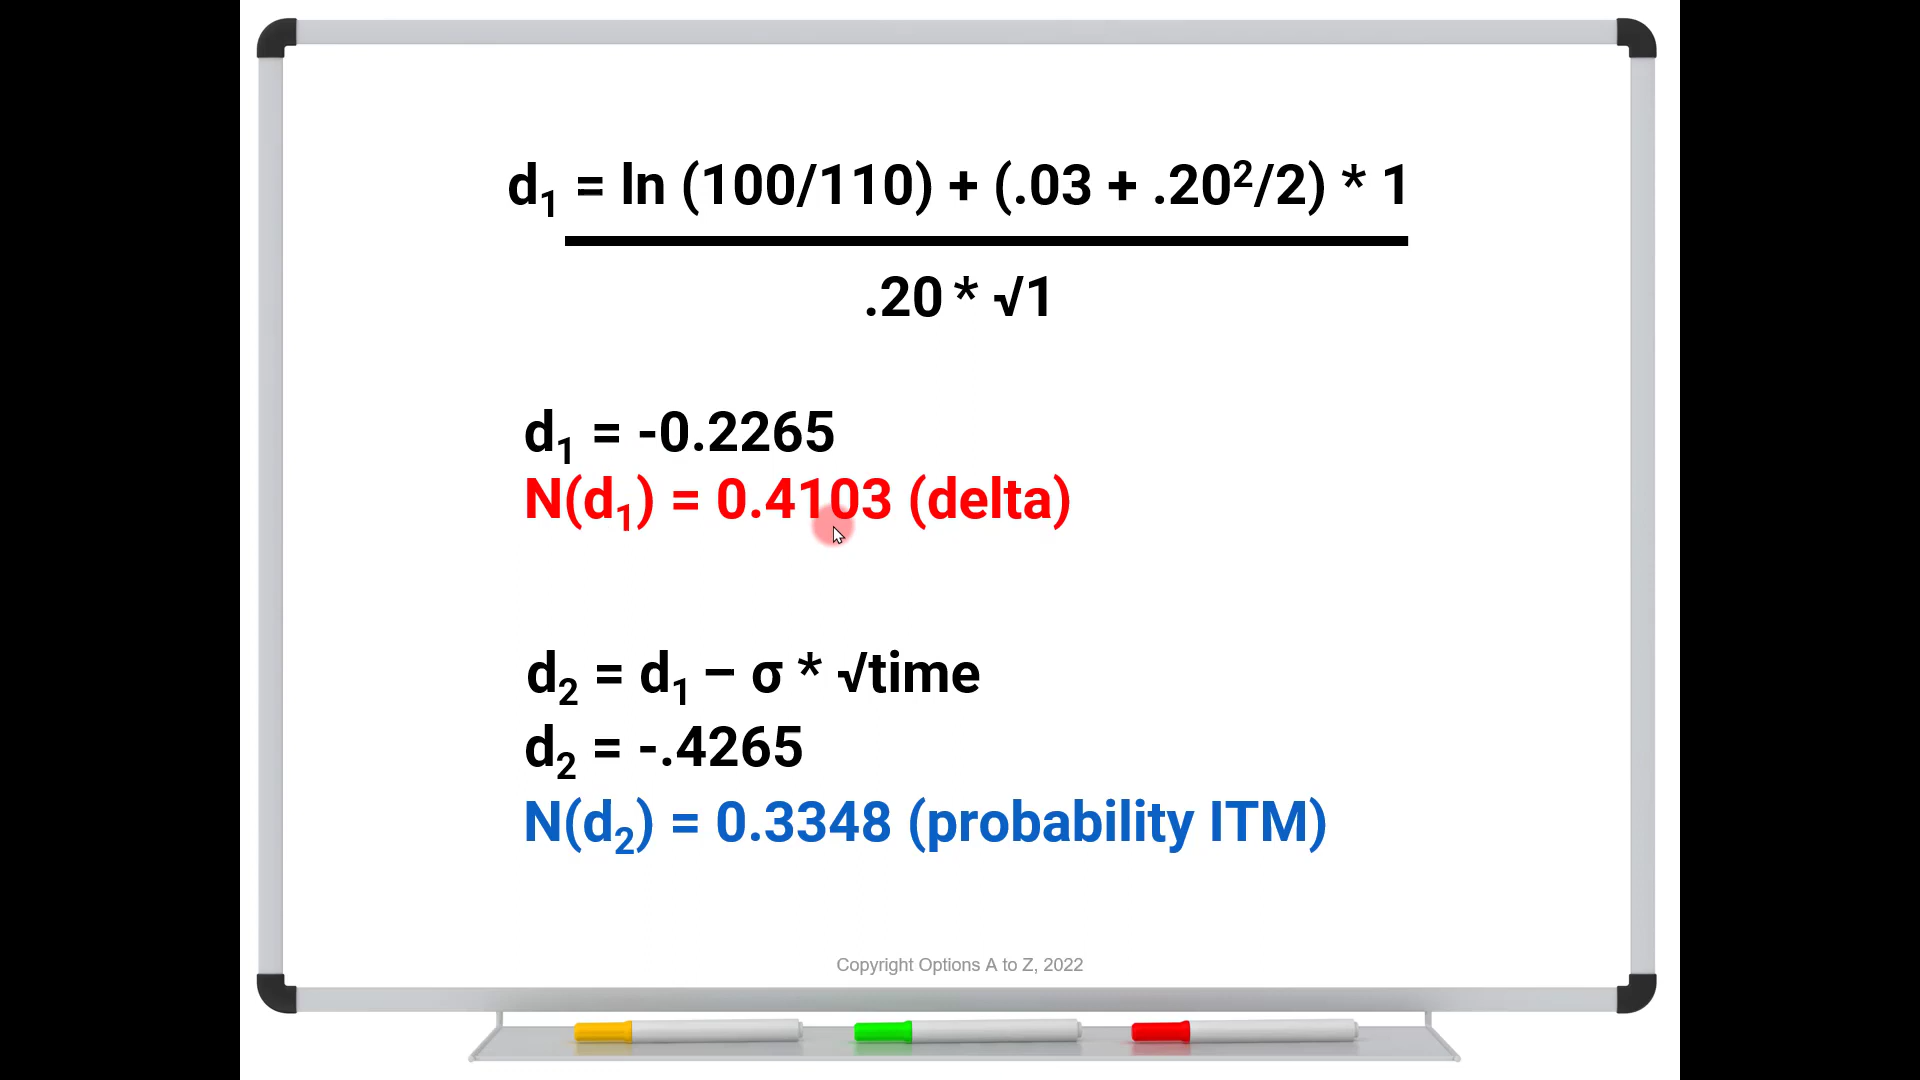 d₁ = ln (100/110) + (.03 + .20²/2) * 1
.20 * √1
d₁ = -0.2265
N(d₁) = 0.4103 (delta)
d₂ = d₁ – σ * √time
d₂ = -.4265
N(d₂) = 0.3348 (probability ITM)
Copyright Options A to Z, 2022